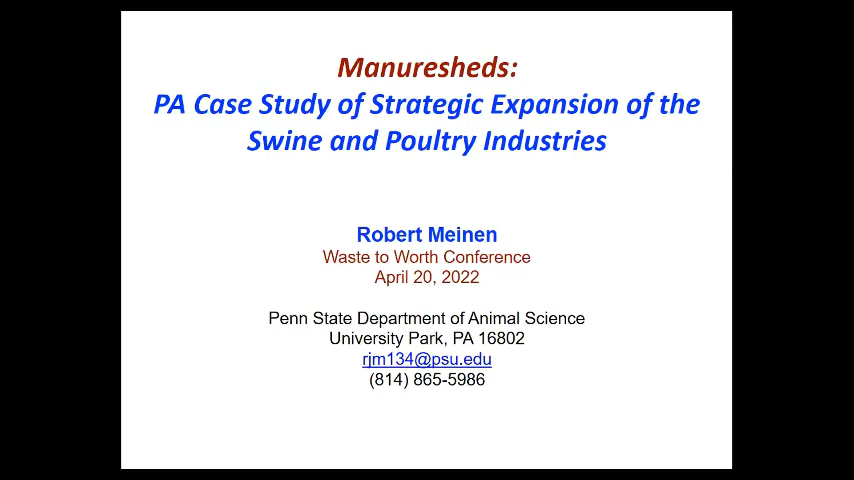 Manuresheds:
PA Case Study of Strategic Expansion of the
Swine and Poultry Industries
Robert Meinen
Waste to Worth Conference
April 20, 2022
Penn State Department of Animal Science
University Park, PA 16802
rjm134@psu.edu
(814) 865-5986